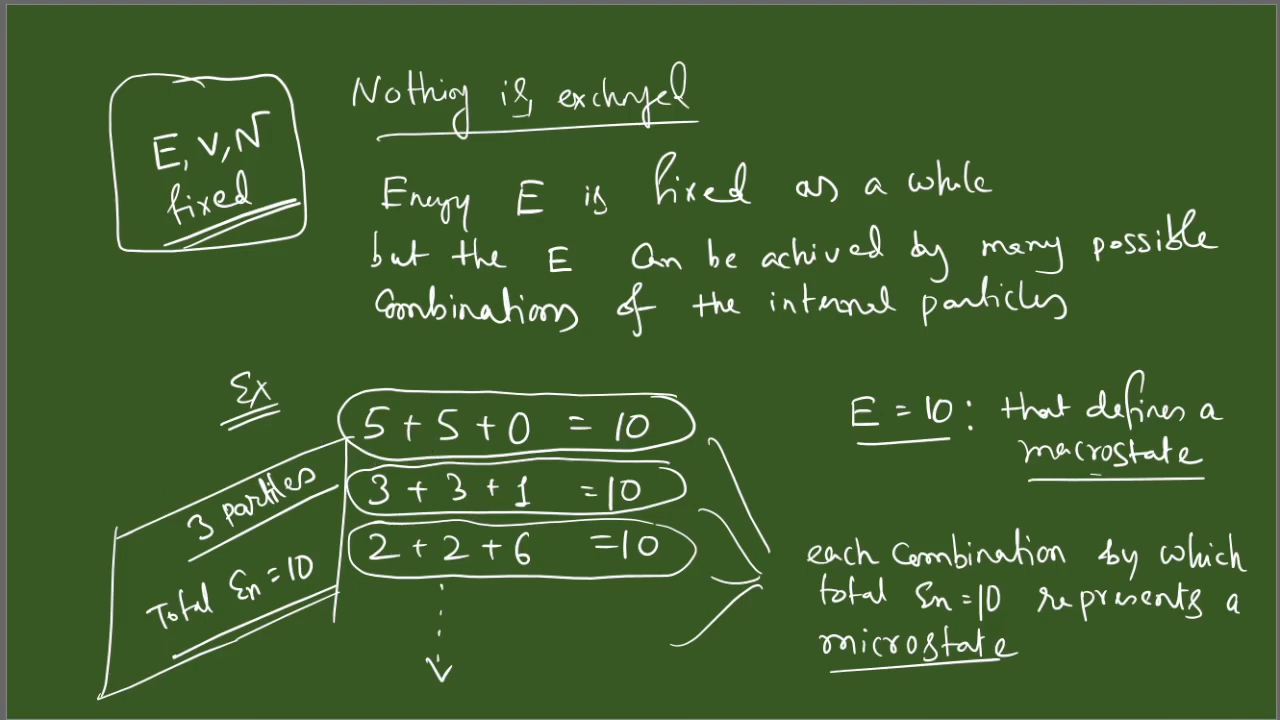 E, V, N
fixed
Nothing is exchanged
Energy E is fixed as a whole
but the E Can be achived by many possible
Combinations of the internal particles
Ex
5 + 5 + 0 = 10
3 + 3 + 1 = 10
2 + 2 + 6 = 10
3 partiles
Total En = 10
E = 10 : that defines a
macrostate
each Combination by which
total En = 10 represents a
microstate